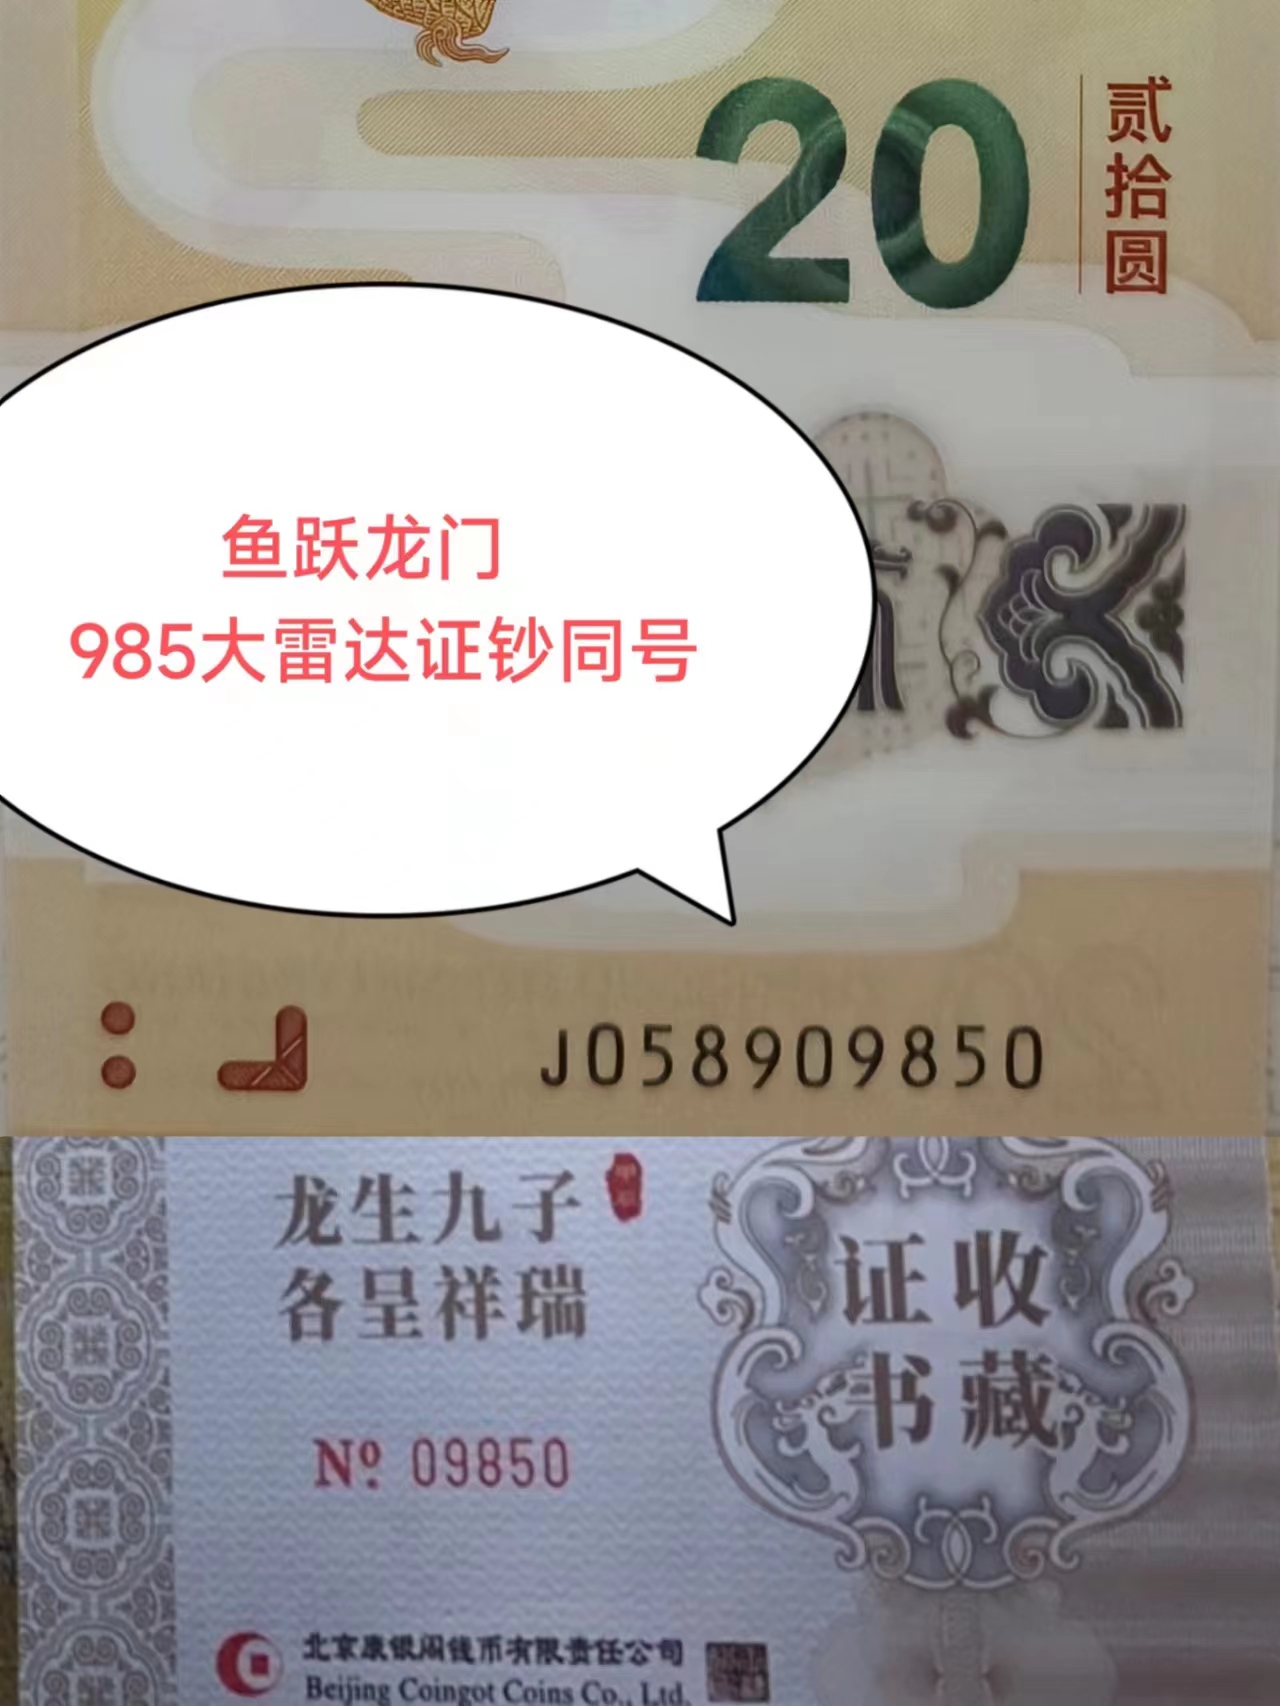 20
贰拾圆
鱼跃龙门
985大雷达证钞同号
J058909850
龙生九子
各呈祥瑞
收藏
证书
Nº 09850
北京康银阁钱币有限责任公司
Beijing Coingot Coins Co., Ltd.